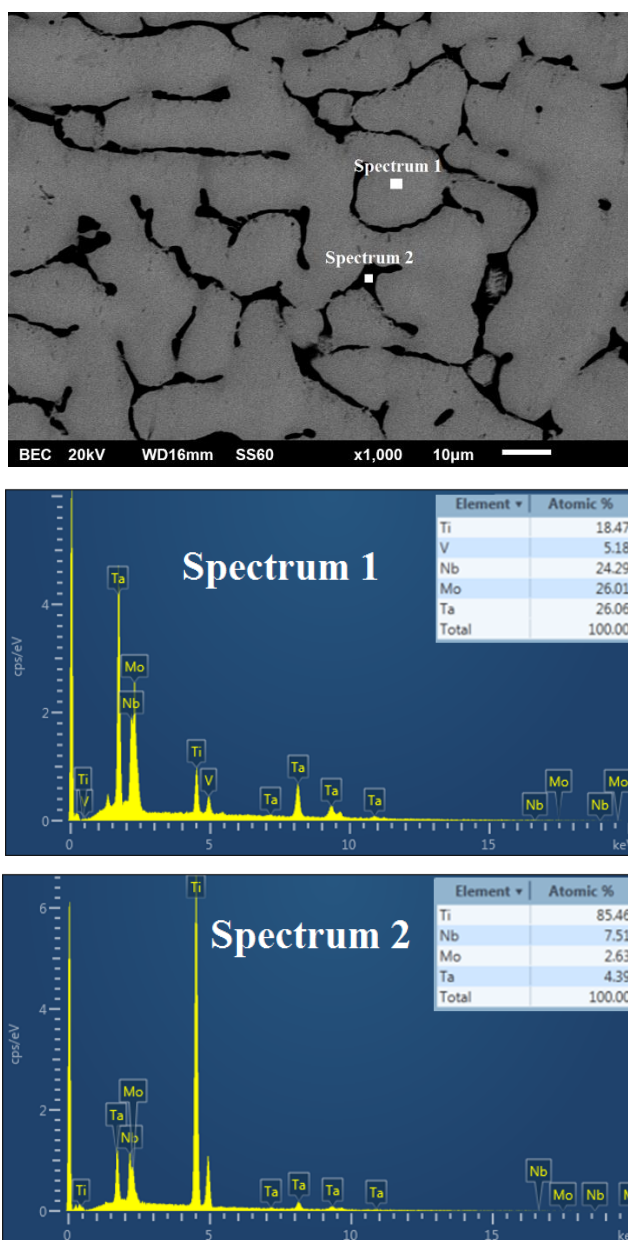 Spectrum 1
Spectrum 2
BEC 20kV WD16mm SS60 x1,000 10µm
Spectrum 1
Element Atomic %
Ti 18.47
V 5.18
Nb 24.29
Mo 26.01
Ta 26.06
Total 100.00
cps/eV
4
2
0
Ta
Mo
Nb
Ti
V
Ti
V
Ta
Ta
Ta
Ta
Nb
Mo
Nb
Mo
0 5 10 15 ke
Spectrum 2
Element Atomic %
Ti 85.46
Nb 7.51
Mo 2.63
Ta 4.39
Total 100.00
cps/eV
6
4
2
0
Ti
Mo
Ta
Nb
Ti
Ta
Ta
Ta
Ta
Nb
Mo
Nb
M
0 5 10 15 ke